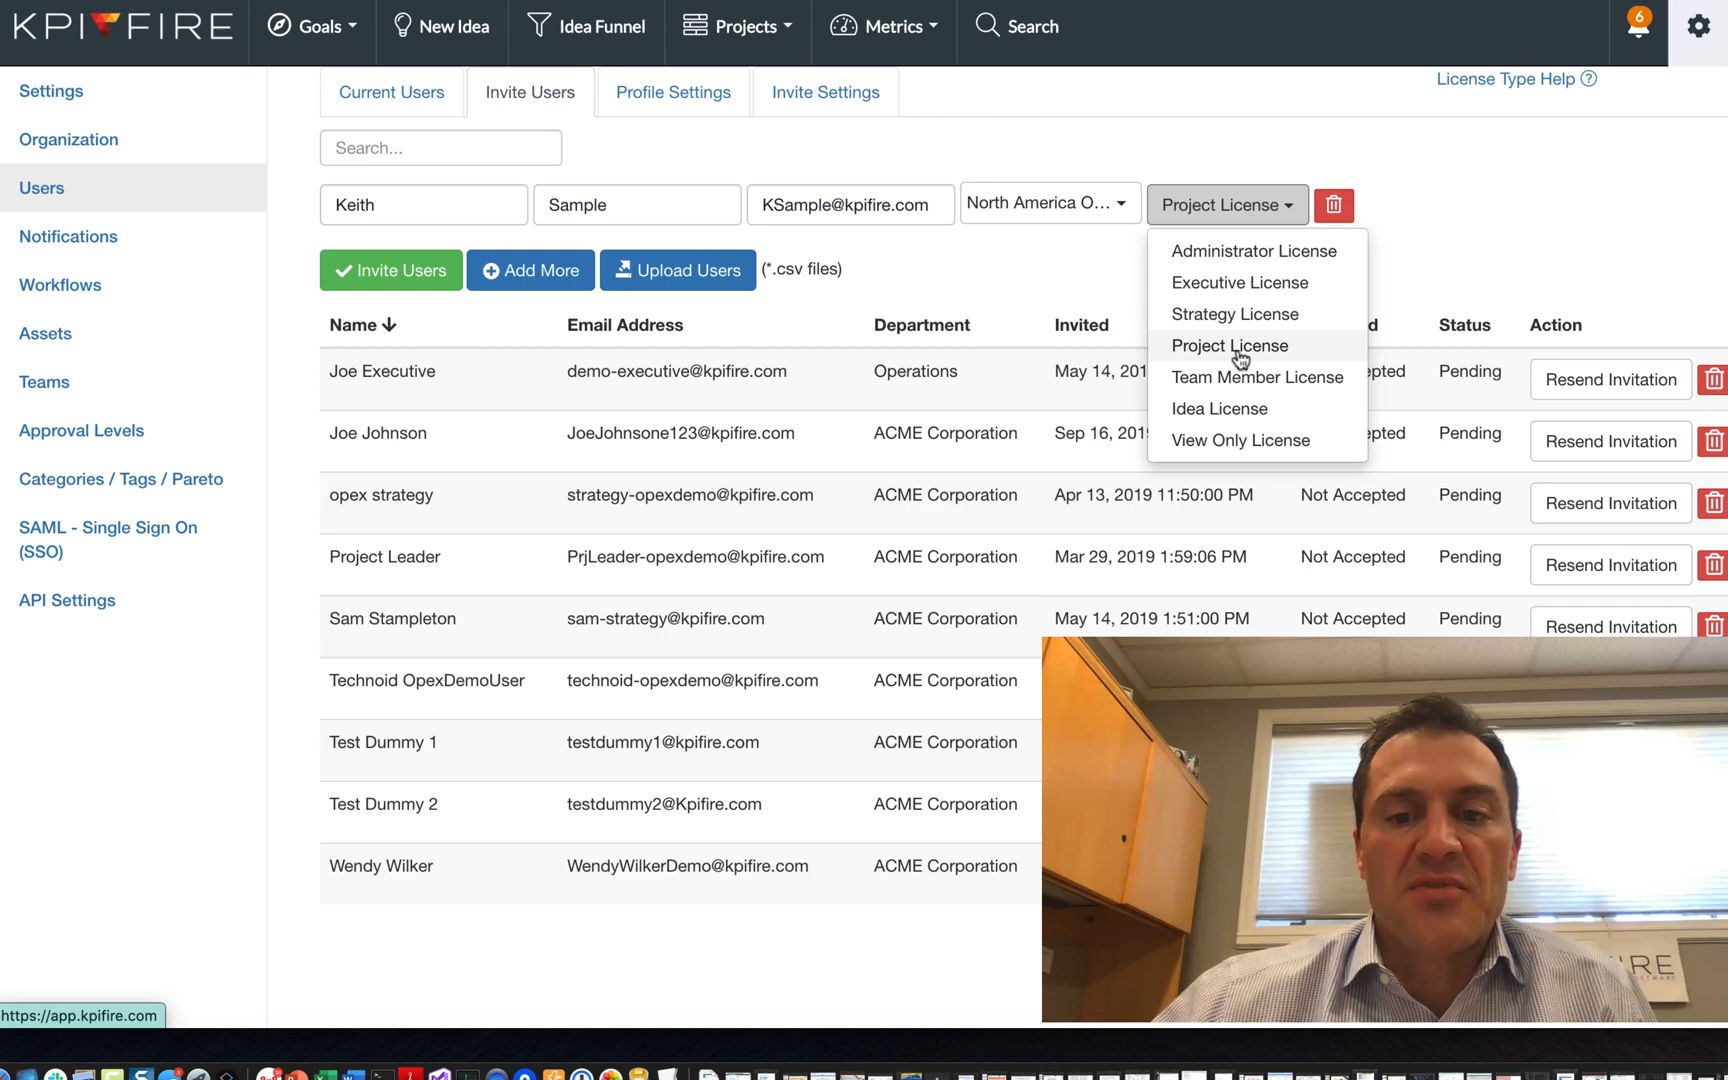 KPI FIRE
Goals
New Idea
Idea Funnel
Projects
Metrics
Search
6
Settings
Organization
Users
Notifications
Workflows
Assets
Teams
Approval Levels
Categories / Tags / Pareto
SAML - Single Sign On
(SSO)
API Settings
Current Users
Invite Users
Profile Settings
Invite Settings
License Type Help
Search...
Keith
Sample
KSample@kpifire.com
North America O...
Project License
Administrator License
Executive License
Strategy License
Project License
Team Member License
Idea License
View Only License
Invite Users
Add More
Upload Users
(*.csv files)
Name Email Address Department Invited d Status Action
Joe Executive demo-executive@kpifire.com Operations May 14, 201 epted Pending Resend Invitation
Joe Johnson JoeJohnsone123@kpifire.com ACME Corporation Sep 16, 201 epted Pending Resend Invitation
opex strategy strategy-opexdemo@kpifire.com ACME Corporation Apr 13, 2019 11:50:00 PM Not Accepted Pending Resend Invitation
Project Leader PrjLeader-opexdemo@kpifire.com ACME Corporation Mar 29, 2019 1:59:06 PM Not Accepted Pending Resend Invitation
Sam Stampleton sam-strategy@kpifire.com ACME Corporation May 14, 2019 1:51:00 PM Not Accepted Pending Resend Invitation
Technoid OpexDemoUser technoid-opexdemo@kpifire.com ACME Corporation
Test Dummy 1 testdummy1@kpifire.com ACME Corporation
Test Dummy 2 testdummy2@Kpifire.com ACME Corporation
Wendy Wilker WendyWilkerDemo@kpifire.com ACME Corporation
IRE
https://app.kpifire.com